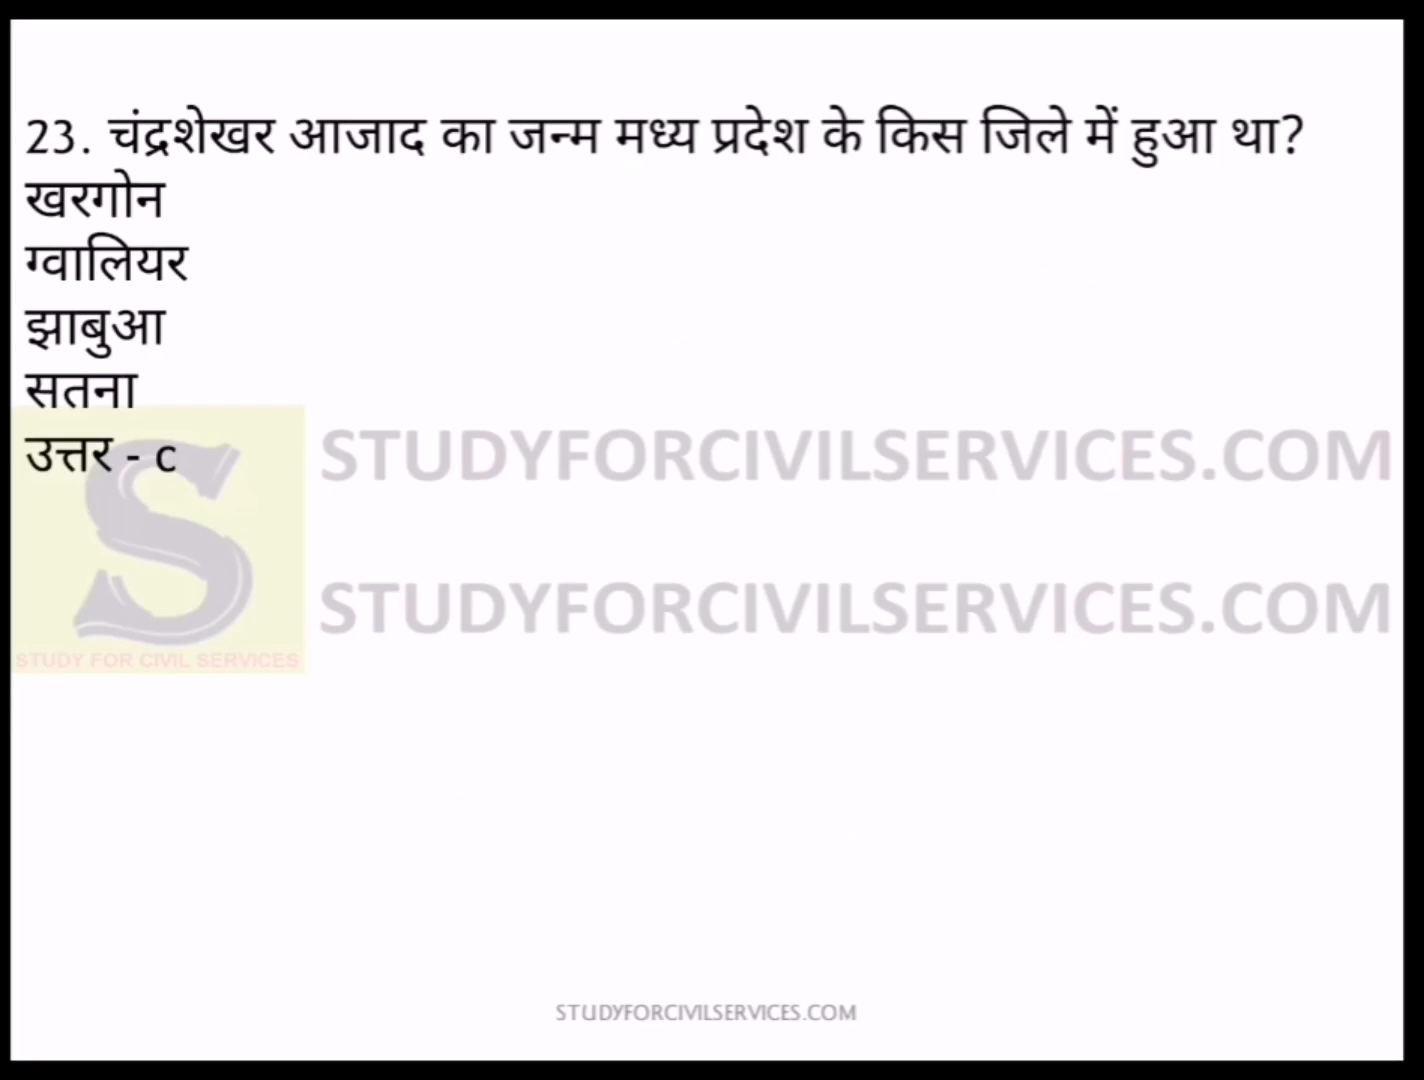 23. चंद्रशेखर आजाद का जन्म मध्य प्रदेश के किस जिले में हुआ था?
खरगोन
ग्वालियर
झाबुआ
सतना
उत्तर - c
STUDYFORCIVILSERVICES.COM
STUDYFORCIVILSERVICES.COM
S
STUDY FOR CIVIL SERVICES
STUDYFORCIVILSERVICES.COM